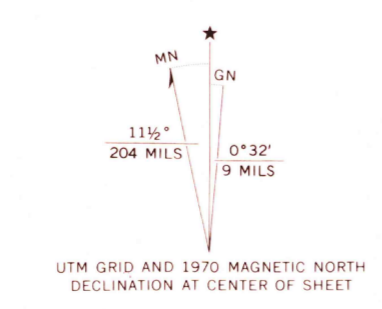 ★
MN
GN
11½°
204 MILS
0°32'
9 MILS
UTM GRID AND 1970 MAGNETIC NORTH
DECLINATION AT CENTER OF SHEET